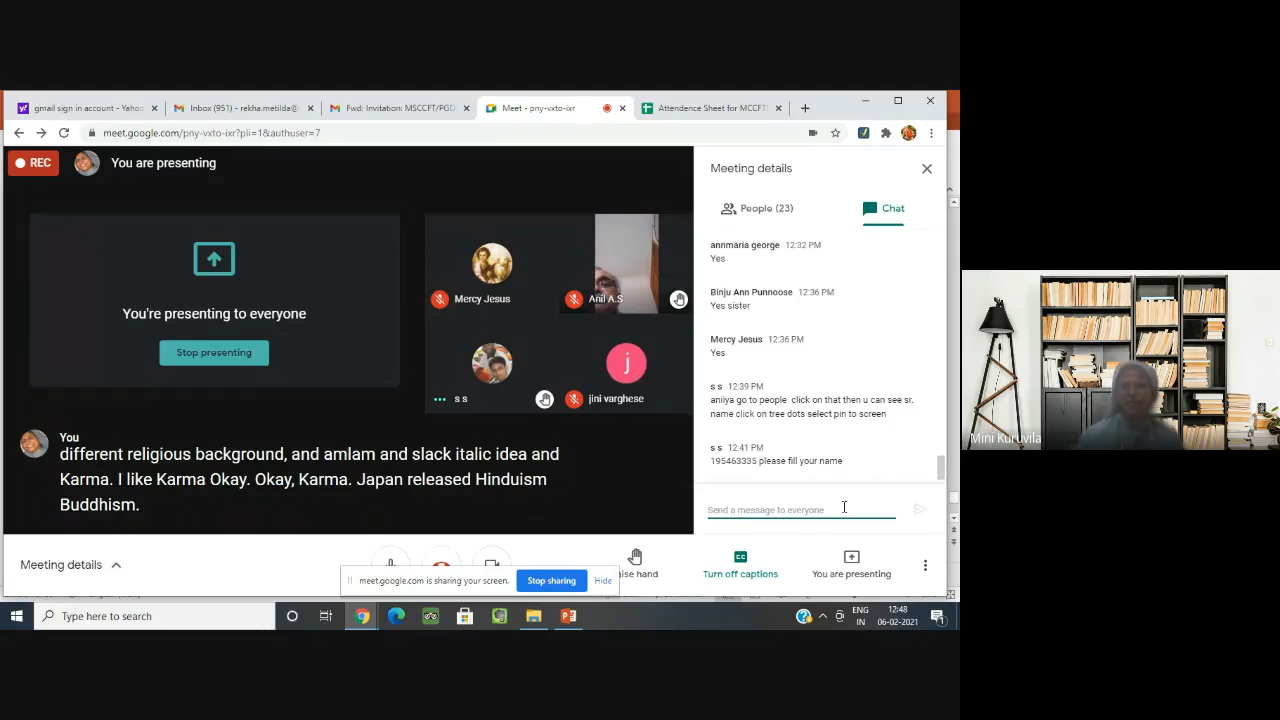 gmail sign in account - Yahoo
Inbox (951) - rekha.metilda@
Fwd: Invitation: MSCCFT/PGD
Meet - pny-vxto-ixr
Attendence Sheet for MCCFT/
meet.google.com/pny-vxto-ixr?pli=1&authuser=7
REC
You are presenting
You're presenting to everyone
Stop presenting
Mercy Jesus
Anil A.S
s s
j
jini varghese
You
different religious background, and amlam and slack italic idea and
Karma. I like Karma Okay. Okay, Karma. Japan released Hinduism
Buddhism.
Meeting details
People (23)
Chat
annmaria george 12:32 PM
Yes
Binju Ann Punnoose 12:36 PM
Yes sister
Mercy Jesus 12:36 PM
Yes
s s 12:39 PM
aniiya go to people click on that then u can see sr.
name click on tree dots select pin to screen
s s 12:41 PM
195463335 please fill your name
Send a message to everyone
Meeting details
aise hand
CC
Turn off captions
You are presenting
meet.google.com is sharing your screen.
Stop sharing
Hide
Type here to search
ENG
IN
12:48
06-02-2021
1
Mini Kuruvila